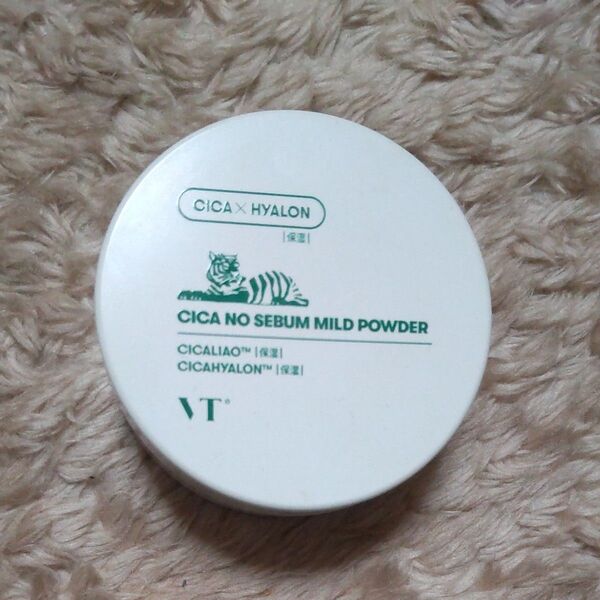 CICA × HYALON
|保湿|
CICA NO SEBUM MILD POWDER
CICALIAO™ |保湿|
CICAHYALON™ |保湿|
VT®